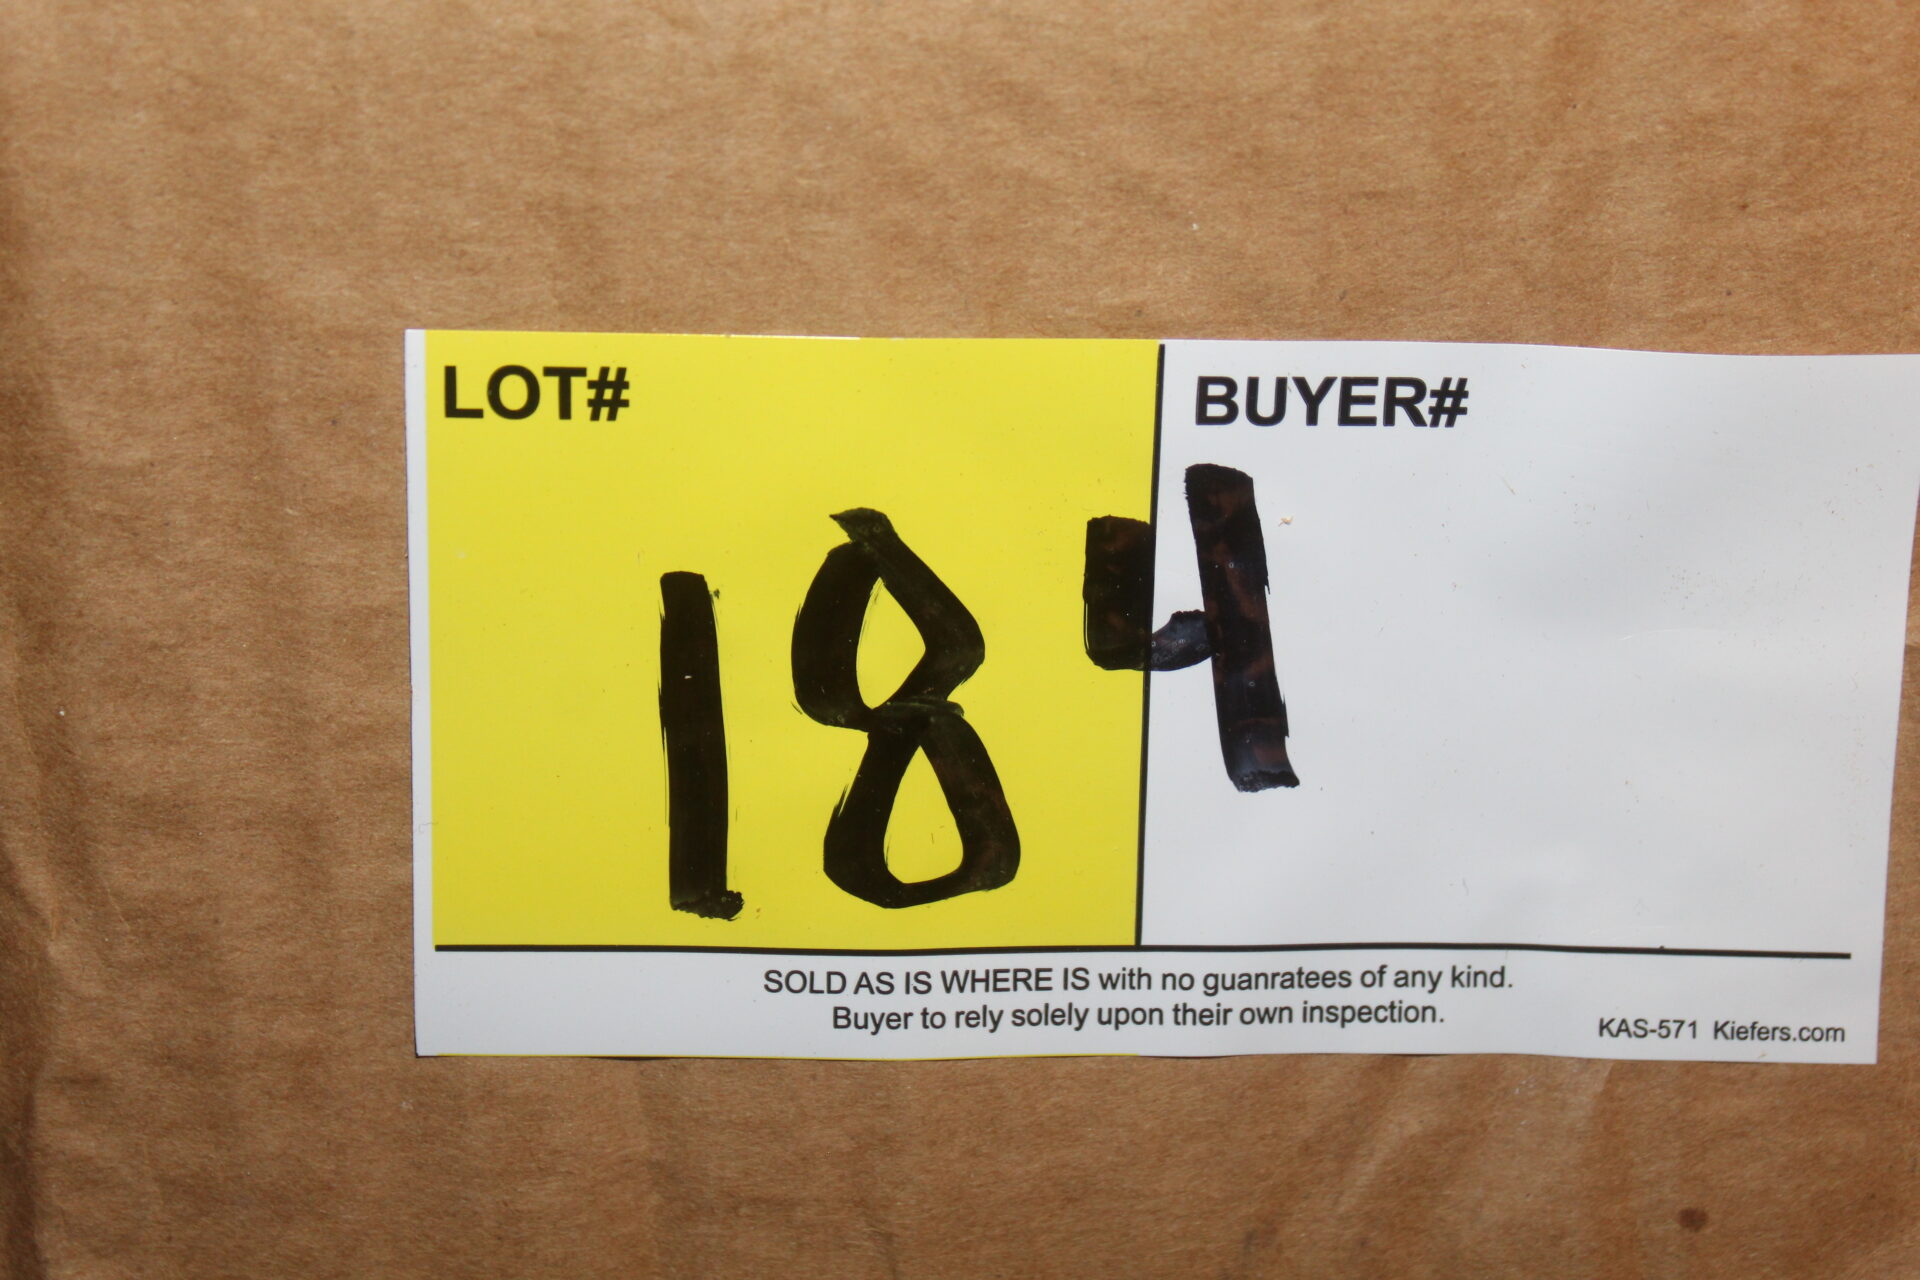 LOT# BUYER#
184
SOLD AS IS WHERE IS with no guanratees of any kind.
Buyer to rely solely upon their own inspection.
KAS-571 Kiefers.com